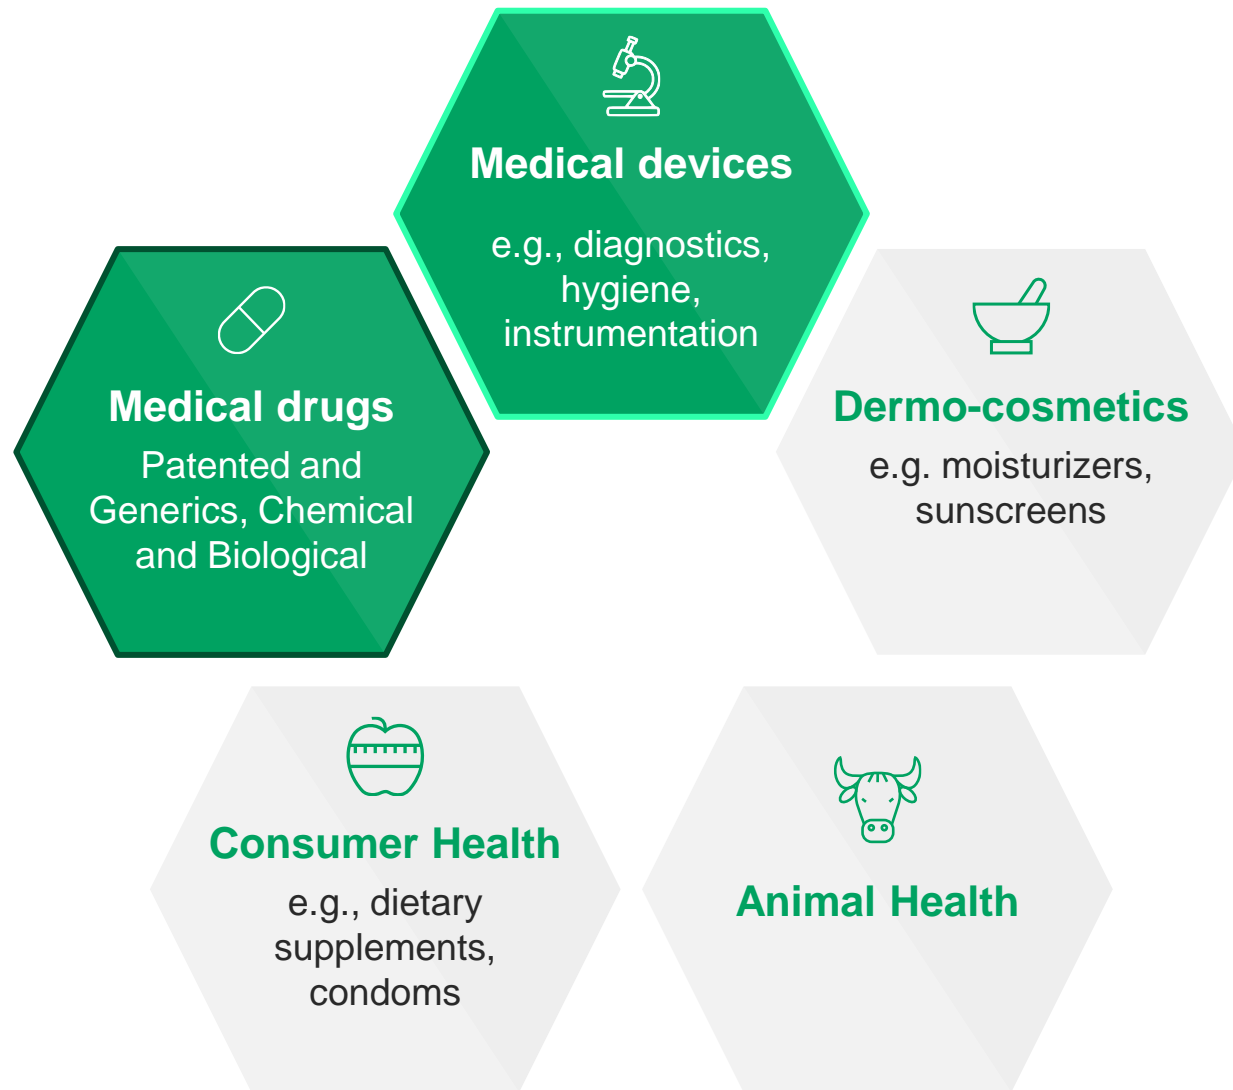 Medical devices
e.g., diagnostics,
hygiene,
instrumentation
Medical drugs
Patented and
Generics, Chemical
and Biological
Dermo-cosmetics
e.g. moisturizers,
sunscreens
Consumer Health
e.g., dietary
supplements,
condoms
Animal Health